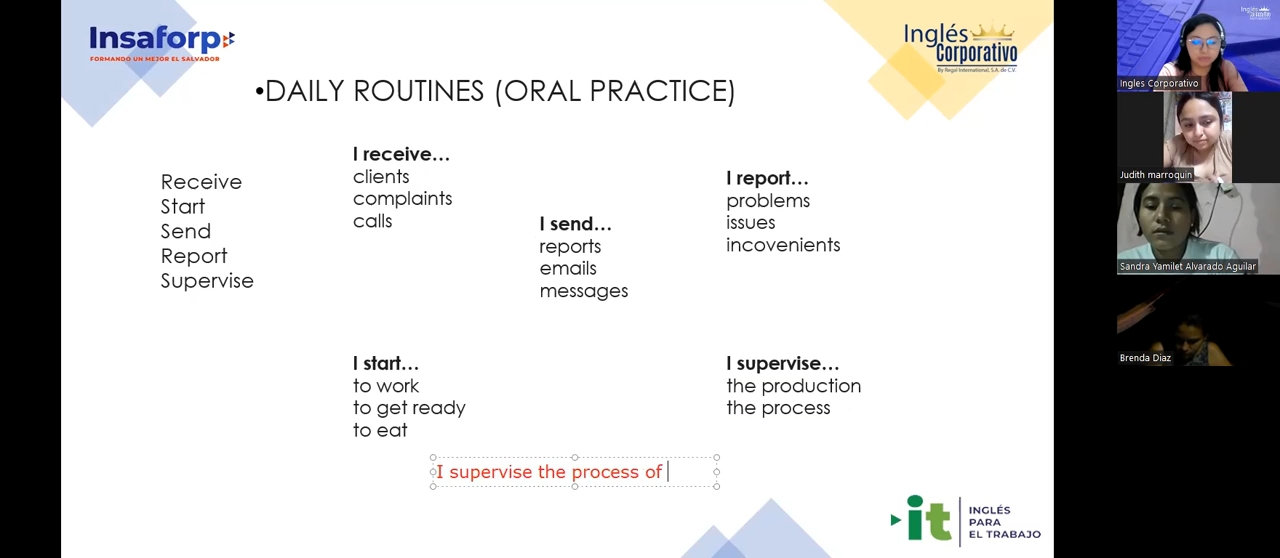 Insaforp
FORMANDO UN MEJOR EL SALVADOR
Inglés
Corporativo
By Regal International, S.A. de C.V.
•DAILY ROUTINES (ORAL PRACTICE)
Receive
Start
Send
Report
Supervise
I receive…
clients
complaints
calls
I send…
reports
emails
messages
I report…
problems
issues
incovenients
I start…
to work
to get ready
to eat
I supervise…
the production
the process
I supervise the process of
it
INGLÉS
PARA
EL TRABAJO
Ingles Corporativo
Judith marroquin
Sandra Yamilet Alvarado Aguilar
Brenda Diaz